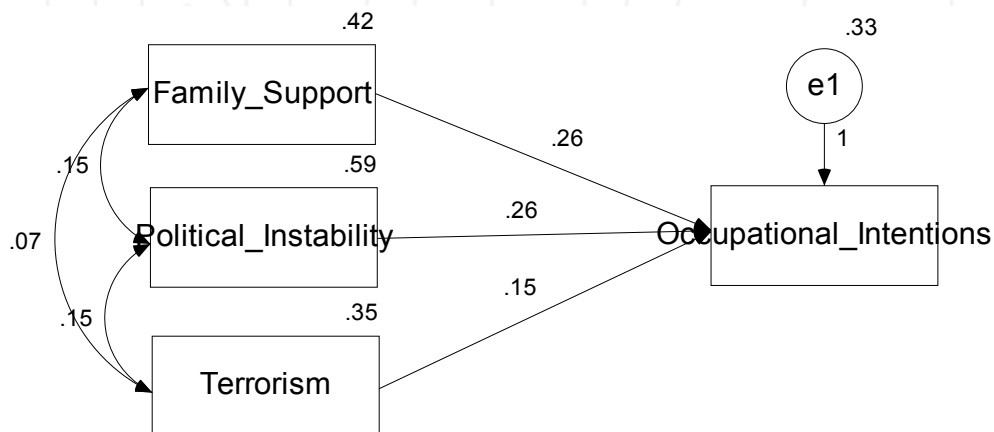 .42
.33
Family_Support
e1
.26
1
.15
.59
Political_Instability
.26
Occupational_Intentions
.07
.15
.15
.35
Terrorism